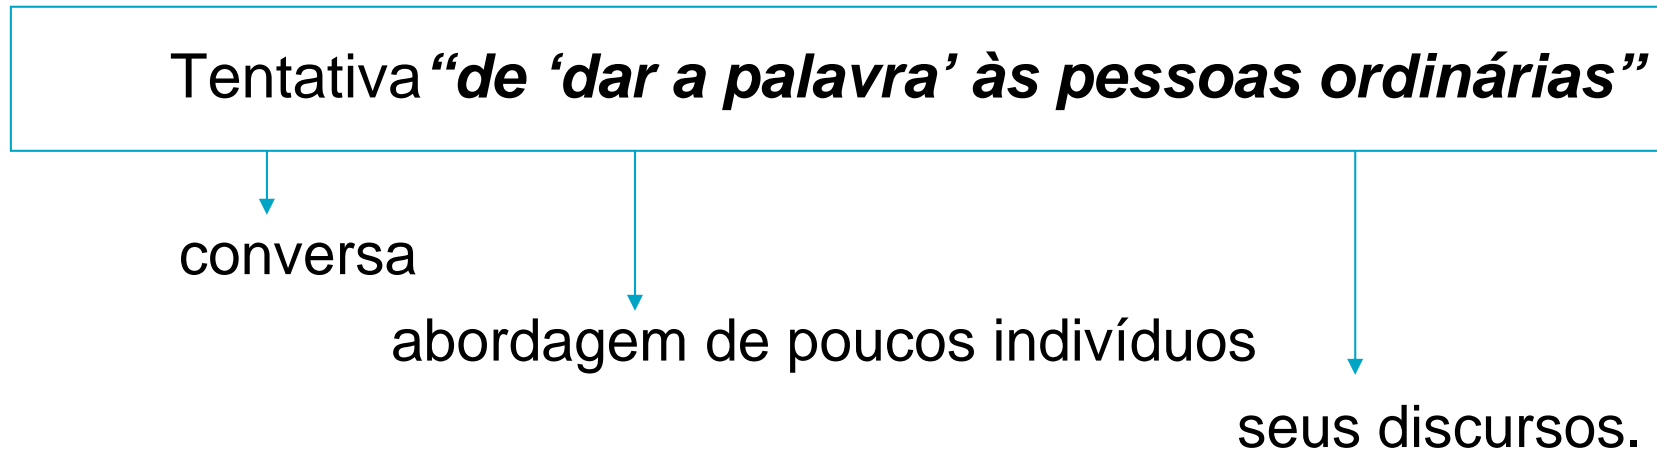 Tentativa “de ‘dar a palavra’ às pessoas ordinárias”
conversa
abordagem de poucos indivíduos
seus discursos.